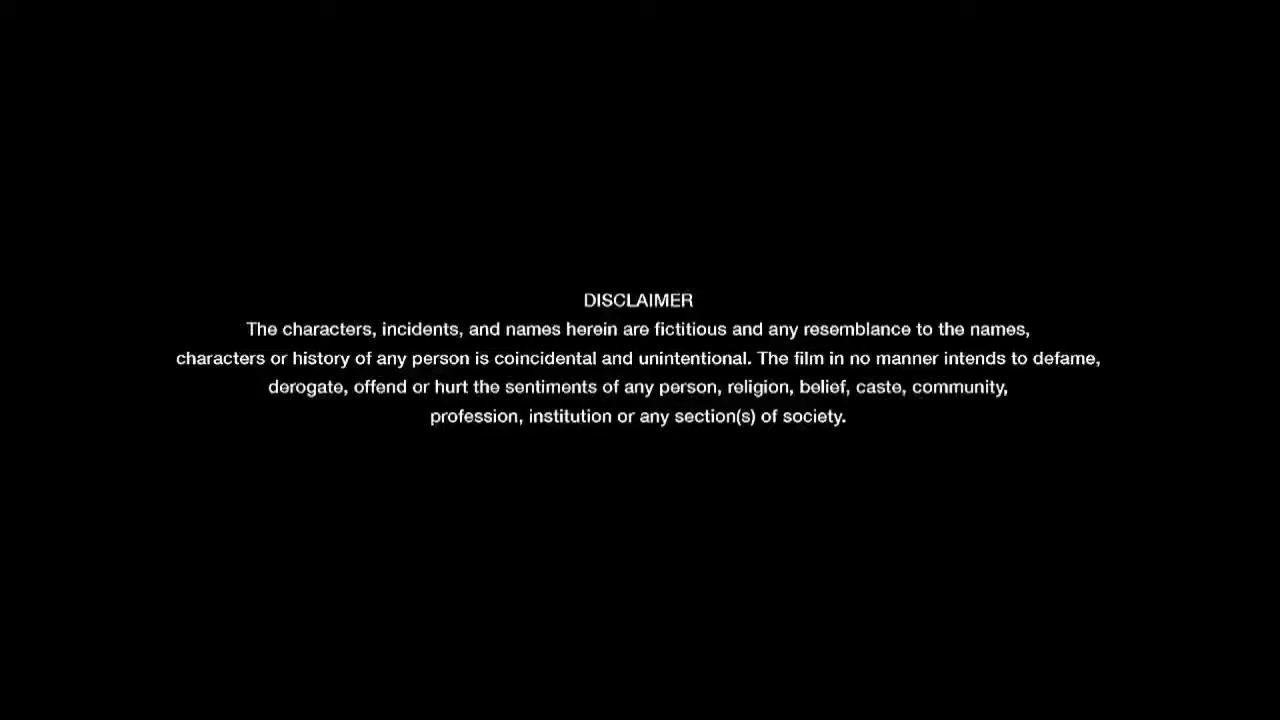 DISCLAIMER
The characters, incidents, and names herein are fictitious and any resemblance to the names,
characters or history of any person is coincidental and unintentional. The film in no manner intends to defame,
derogate, offend or hurt the sentiments of any person, religion, belief, caste, community,
profession, institution or any section(s) of society.